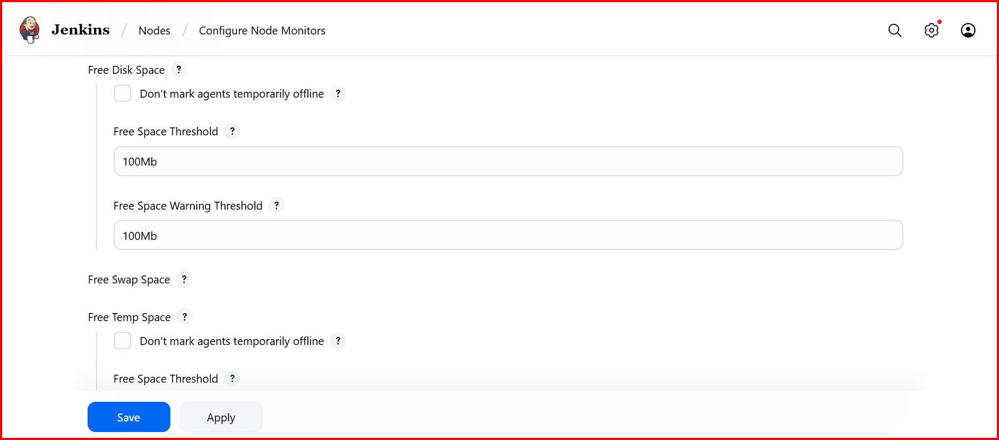 Jenkins / Nodes / Configure Node Monitors
Free Disk Space ?
Don't mark agents temporarily offline ?
Free Space Threshold ?
100Mb
Free Space Warning Threshold ?
100Mb
Free Swap Space ?
Free Temp Space ?
Don't mark agents temporarily offline ?
Free Space Threshold ?
Save Apply